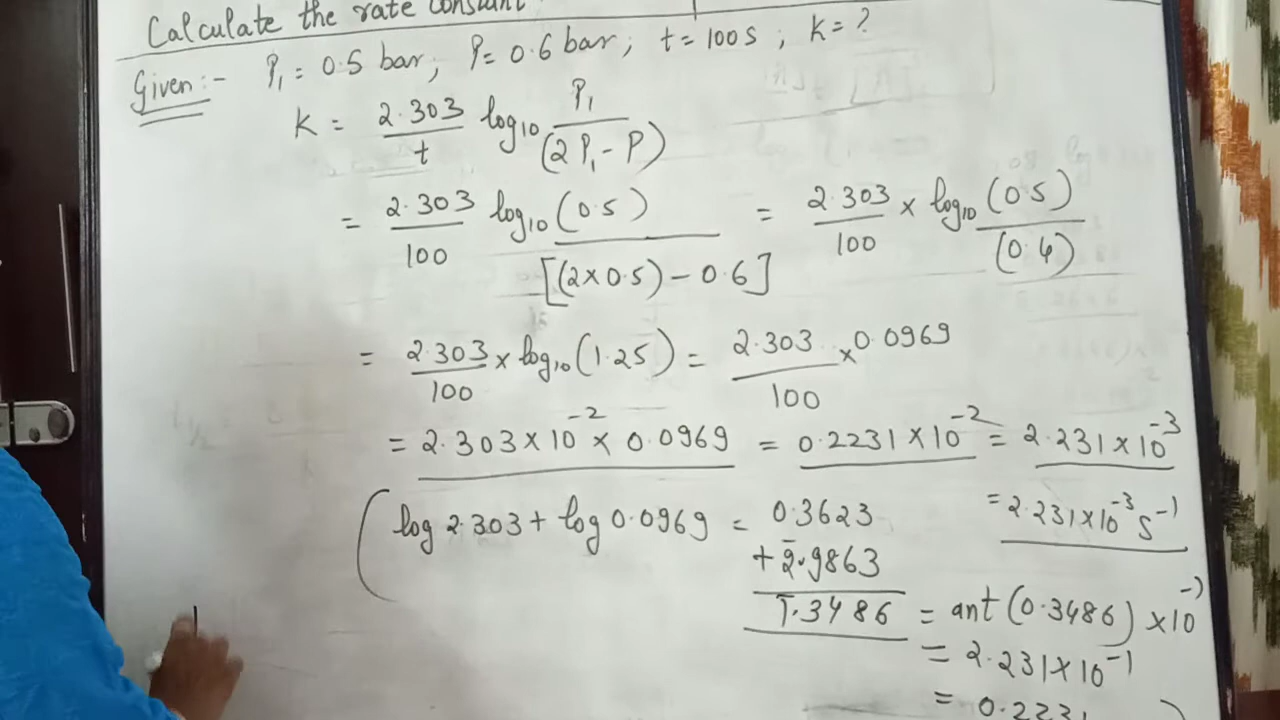 Calculate the rate constant
Given:- P₁ = 0.5 bar; P = 0.6 bar; t = 100 s ; K = ?
K = 2.303/t log₁₀ P₁/(2P₁ - P)
= 2.303/100 log₁₀ (0.5)/[(2×0.5) - 0.6] = 2.303/100 × log₁₀ (0.5)/(0.4)
= 2.303/100 × log₁₀ (1.25) = 2.303/100 × 0.0969
= 2.303 × 10⁻² × 0.0969 = 0.2231 × 10⁻² = 2.231 × 10⁻³
= 2.231 × 10⁻³ s⁻¹
(log 2.303 + log 0.0969 = 0.3623
+ 2̄.9863
1̄.3486 = ant (0.3486) × 10⁻¹
= 2.231 × 10⁻¹
= 0.2231)